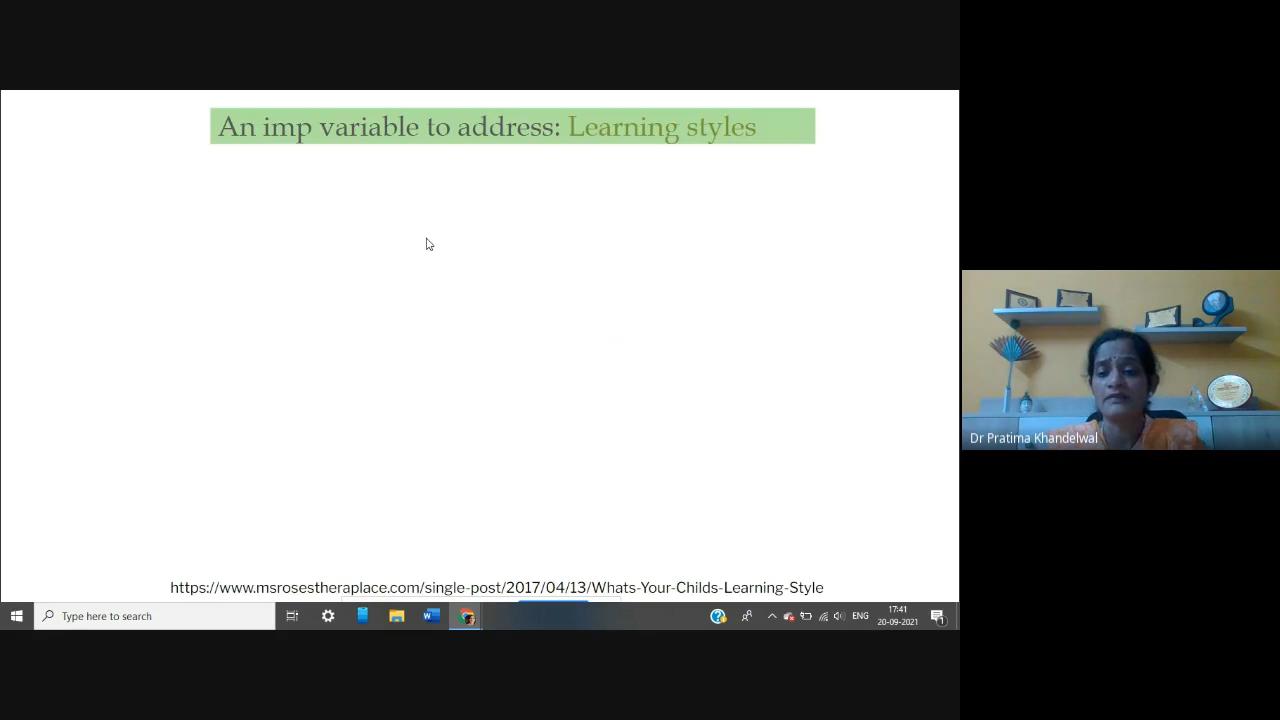 An imp variable to address: Learning styles
https://www.msrosestheraplace.com/single-post/2017/04/13/Whats-Your-Childs-Learning-Style
Dr Pratima Khandelwal
Type here to search
ENG
17:41
20-09-2021
1